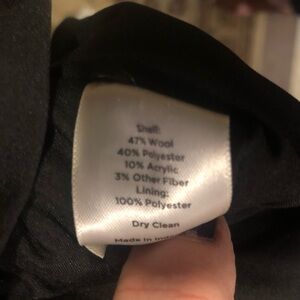 Shell:
47% Wool
40% Polyester
10% Acrylic
3% Other Fiber
Lining:
100% Polyester
Dry Clean
Made in